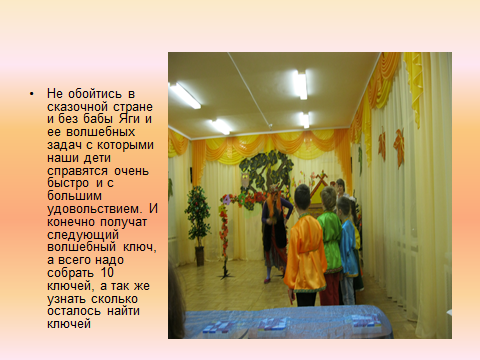 • Не обойтись в
сказочной стране
и без бабы Яги и
ее волшебных
задач с которыми
наши дети
справятся очень
быстро и с
большим
удовольствием. И
конечно получат
следующий
волшебный ключ,
а всего надо
собрать 10
ключей, а так же
узнать сколько
осталось найти
ключей